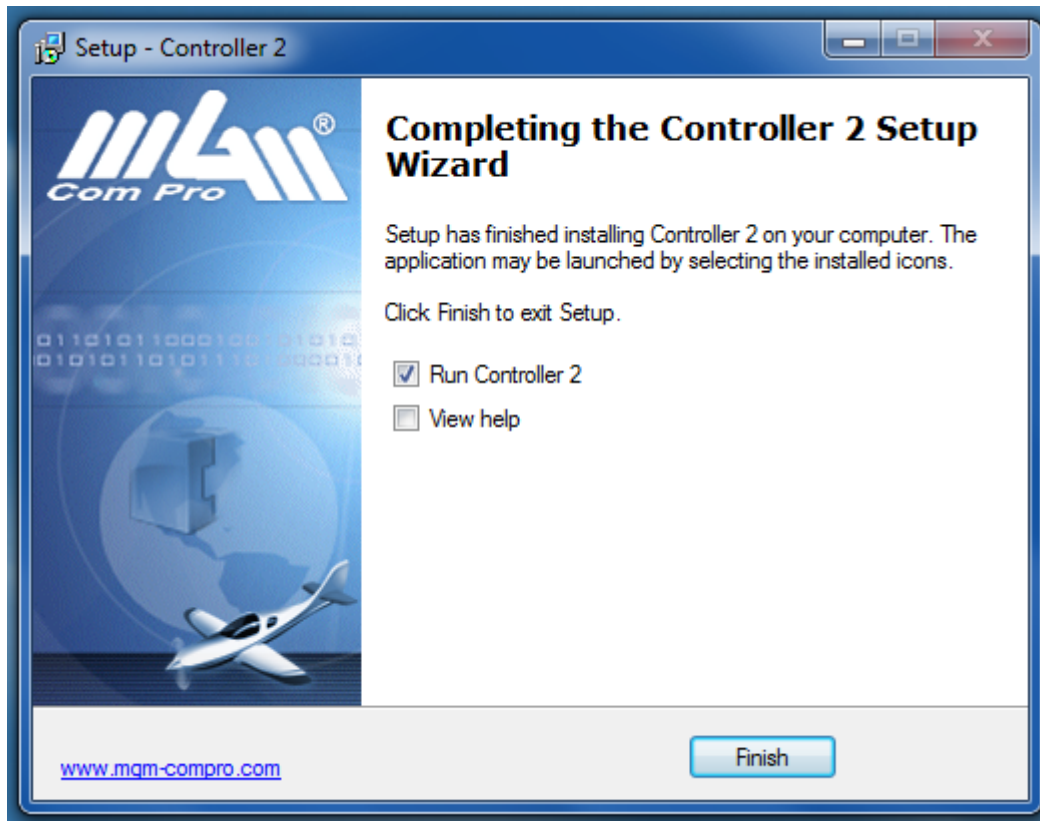 Setup - Controller 2
mgm®
Com Pro
Completing the Controller 2 Setup
Wizard
Setup has finished installing Controller 2 on your computer. The
application may be launched by selecting the installed icons.
Click Finish to exit Setup.
Run Controller 2
View help
www.mgm-compro.com
Finish